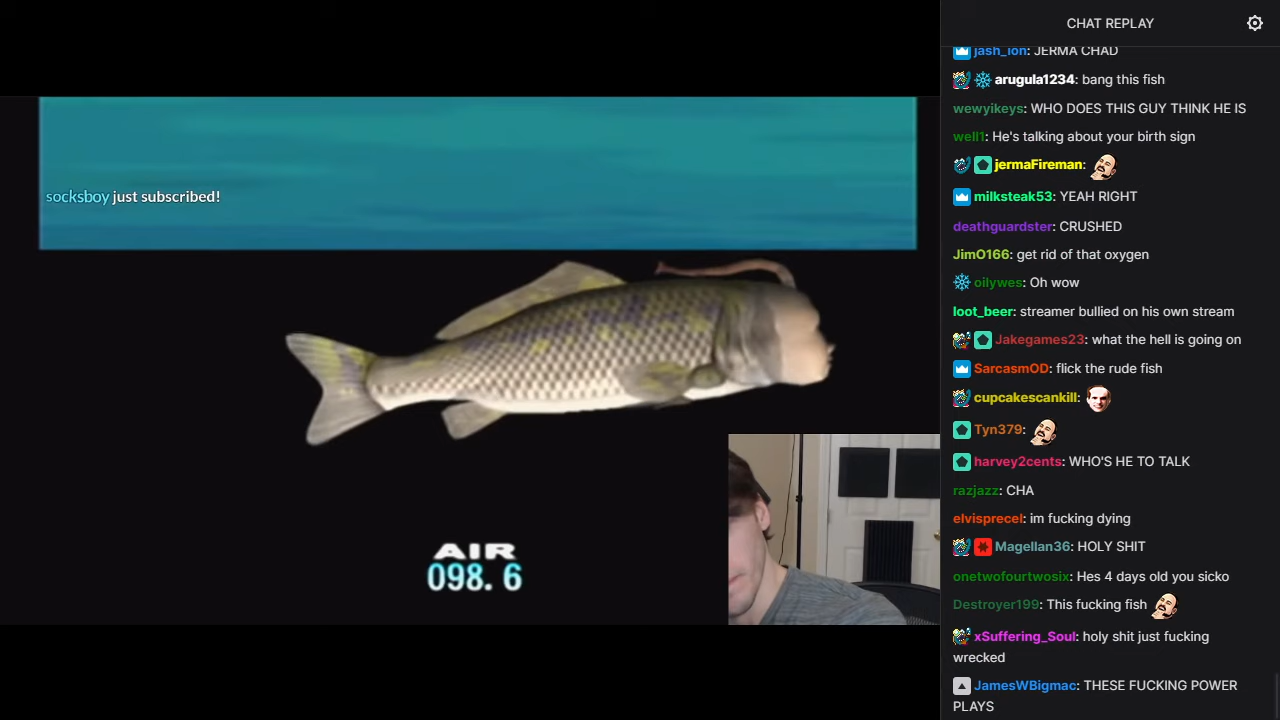 CHAT REPLAY
jash_ion: JERMA CHAD
arugula1234: bang this fish
wewyikeys: WHO DOES THIS GUY THINK HE IS
well1: He's talking about your birth sign
jermaFireman:
milksteak53: YEAH RIGHT
deathguardster: CRUSHED
JimO166: get rid of that oxygen
oilywes: Oh wow
loot_beer: streamer bullied on his own stream
Jakegames23: what the hell is going on
SarcasmOD: flick the rude fish
cupcakescankill:
Tyn379:
harvey2cents: WHO'S HE TO TALK
razjazz: CHA
elvisprecel: im fucking dying
Magellan36: HOLY SHIT
onetwofourtwosix: Hes 4 days old you sicko
Destroyer199: This fucking fish
xSuffering_Soul: holy shit just fucking
wrecked
JamesWBigmac: THESE FUCKING POWER
PLAYS
socksboy just subscribed!
AIR
098. 6